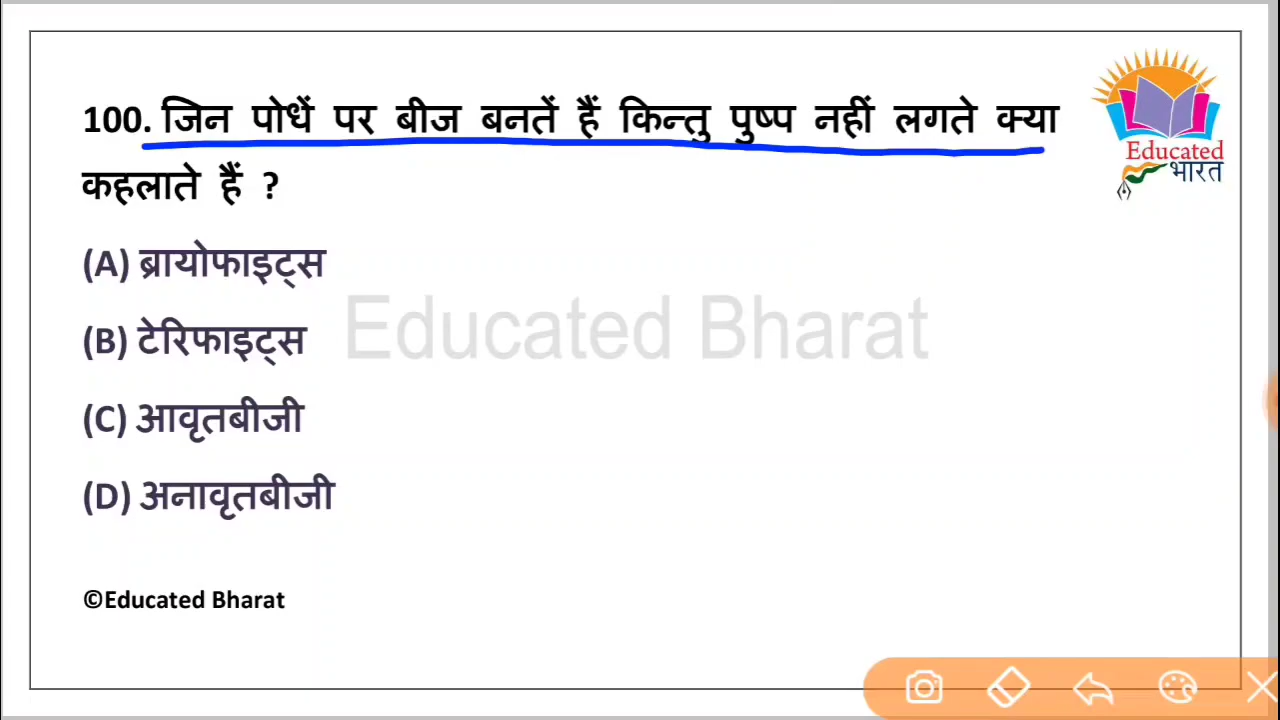 100. जिन पोधें पर बीज बनतें हैं किन्तु पुष्प नहीं लगते क्या
कहलाते हैं ?
Educated
भारत
(A) ब्रायोफाइट्स
(B) टेरिफाइट्स
Educated Bharat
(C) आवृतबीजी
(D) अनावृतबीजी
©Educated Bharat